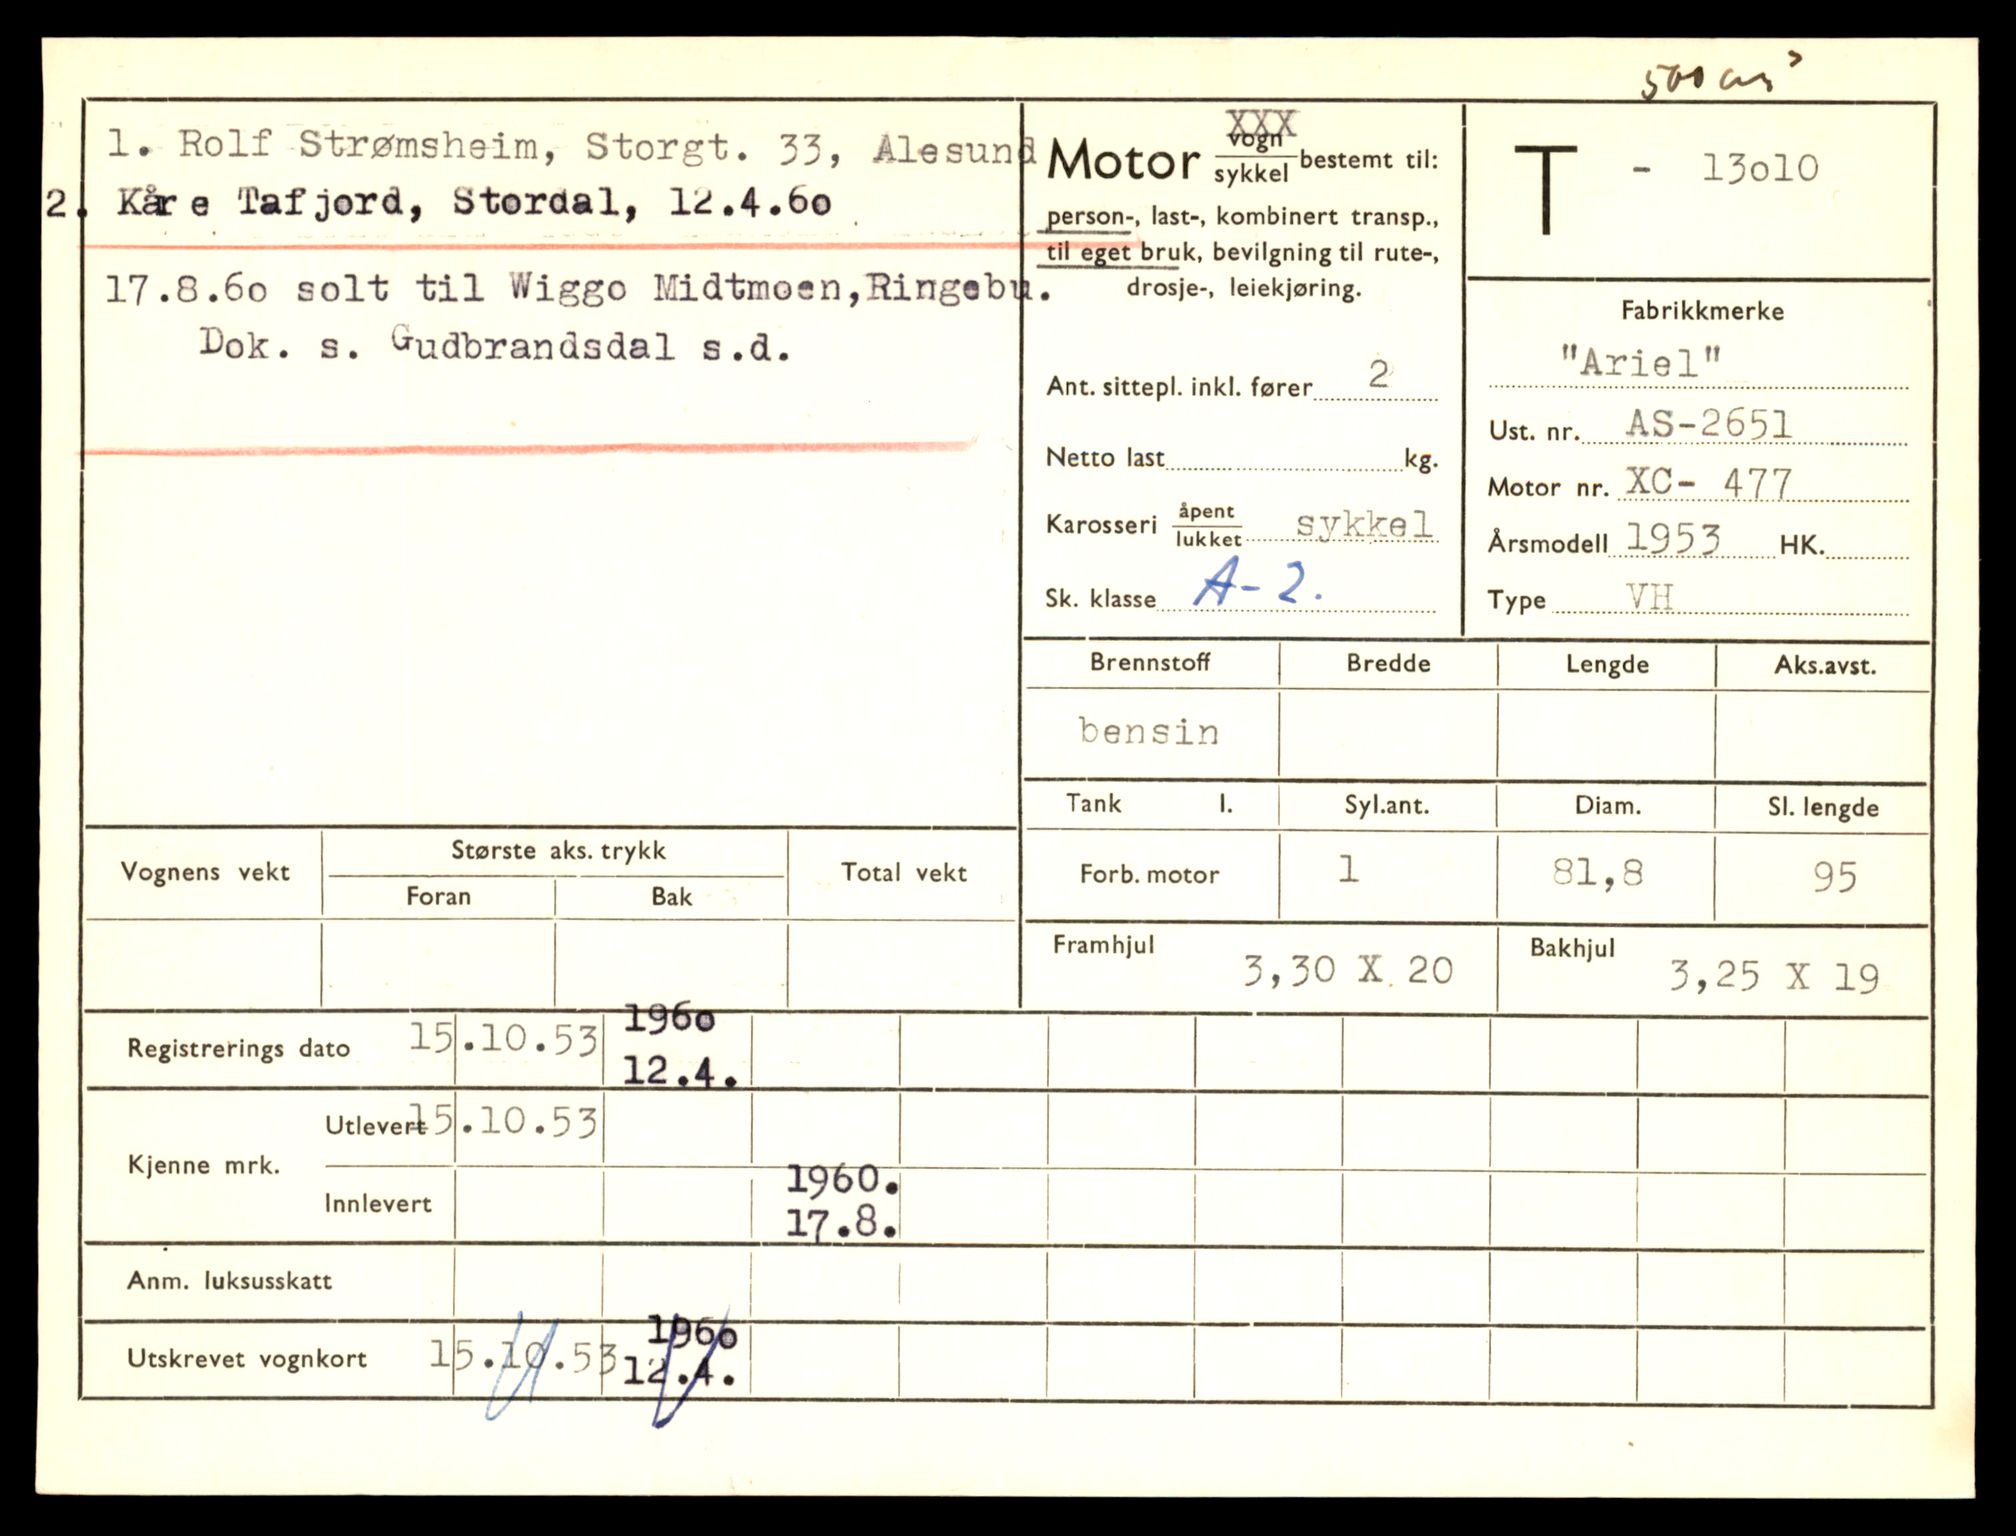 500 cm³
1. Rolf Strømsheim, Storgt. 33, Alesund
2. Kåre Tafjord, Stordal, 12.4.6o
17.8.6o solt til Wiggo Midtmoen,Ringebu.
Dok. s. Gudbrandsdal s.d.
Motor vogn XXX
sykkel bestemt til:
person-, last-, kombinert transp.,
til eget bruk, bevilgning til rute-,
drosje-, leiekjøring.
Ant. sittepl. inkl. fører 2
Netto last kg.
Karosseri åpent
lukket sykkel
Sk. klasse A-2.
T - 13o10
Fabrikkmerke
"Ariel"
Ust. nr. AS-2651
Motor nr. XC- 477
Årsmodell 1953 HK.
Type VH
Brennstoff Bredde Lengde Aks.avst.
bensin
Tank l. Syl.ant. Diam. Sl. lengde
Forb. motor 1 81,8 95
Framhjul 3,30 X 20 Bakhjul 3,25 X 19
Vognens vekt Største aks. trykk Total vekt
Foran Bak
Registrerings dato 15.10.53 196o
12.4.
Kjenne mrk. Utlevert 15.10.53
Innlevert 1960.
17.8.
Anm. luksusskatt
Utskrevet vognkort 15.10.53 196o
12.4.